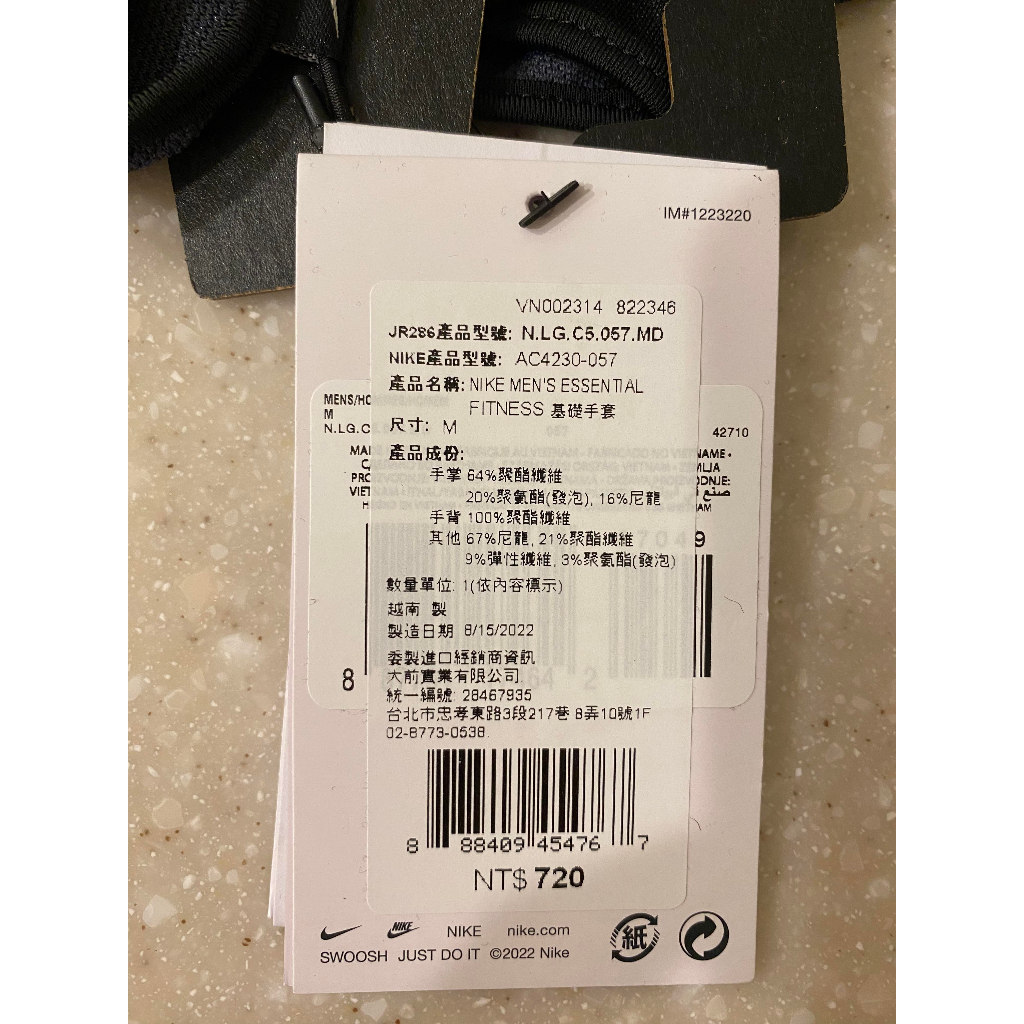 IM#1223220
VN002314 822346
JR286產品型號: N.LG.C5.057.MD
NIKE產品型號: AC4230-057
產品名稱: NIKE MEN'S ESSENTIAL
FITNESS 基礎手套
尺寸: M
產品成份:
手掌 64%聚酯纖維
20%聚氨酯(發泡), 16%尼龍
手背 100%聚酯纖維
其他 67%尼龍, 21%聚酯纖維
9%彈性纖維, 3%聚氨酯(發泡)
數量單位: 1(依內容標示)
越南 製
製造日期 8/15/2022
委製進口經銷商資訊
大前實業有限公司
統一編號: 28467935
台北市忠孝東路3段217巷 8弄10號1F
02-8773-0538
M
42710
8 88409 45476 7
NT$ 720
NIKE NIKE nike.com
SWOOSH JUST DO IT ©2022 Nike
紙